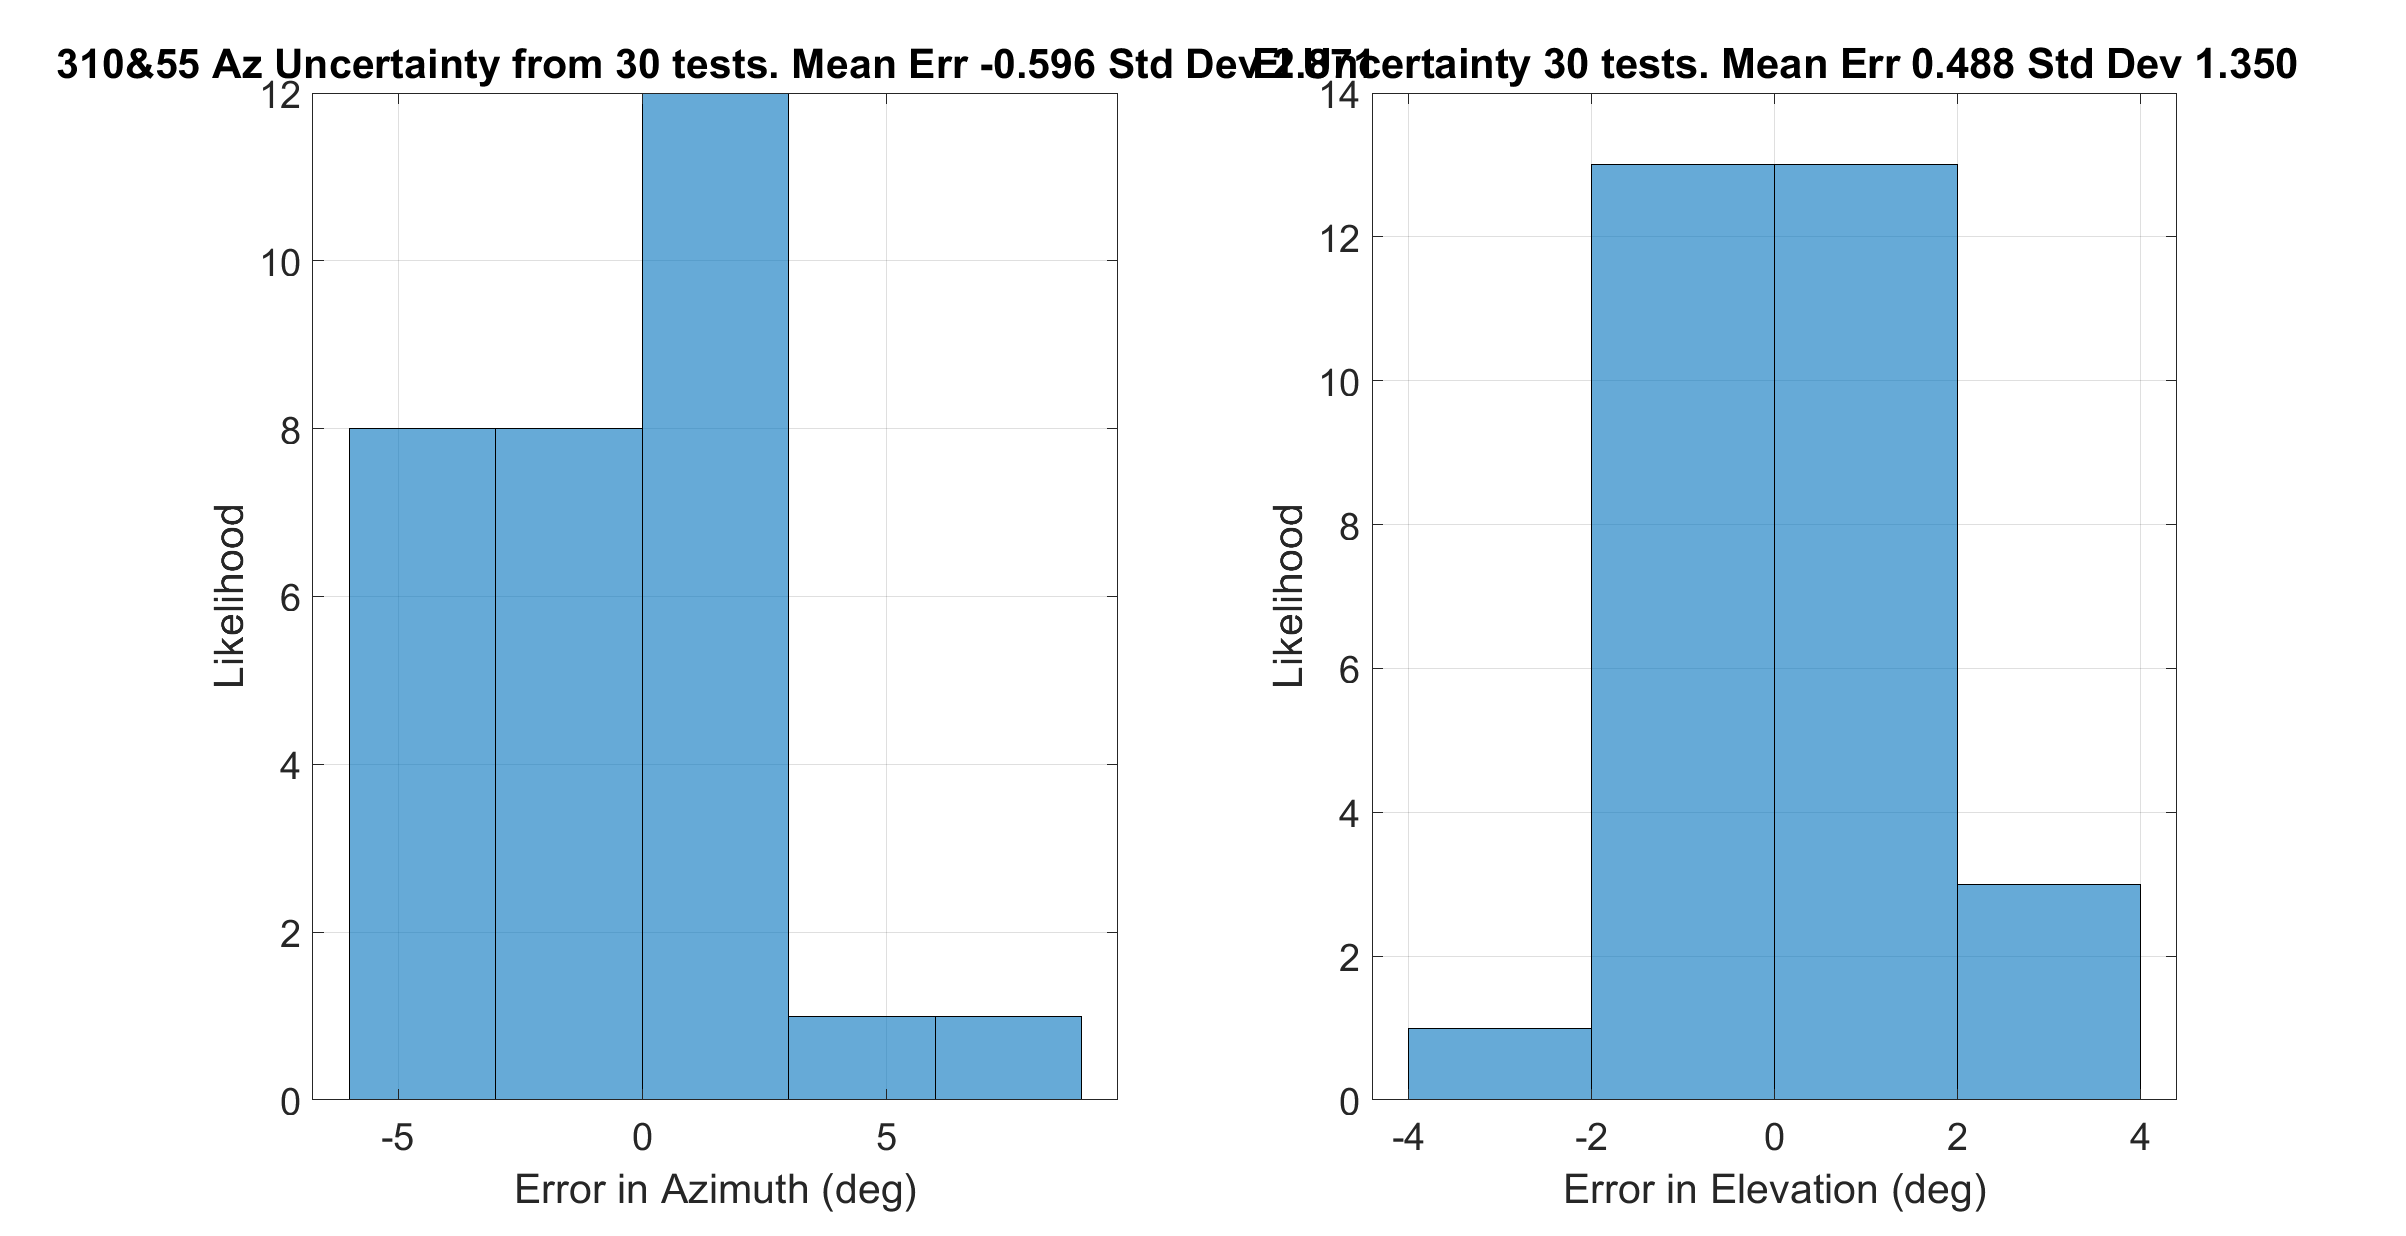 310&55 Az Uncertainty from 30 tests. Mean Err -0.596 Std Dev
El Uncertainty 30 tests. Mean Err 0.488 Std Dev 1.350
12
10
8
6
4
2
0
Likelihood
-5 0 5
Error in Azimuth (deg)
14
12
10
8
6
4
2
0
Likelihood
-4 -2 0 2 4
Error in Elevation (deg)